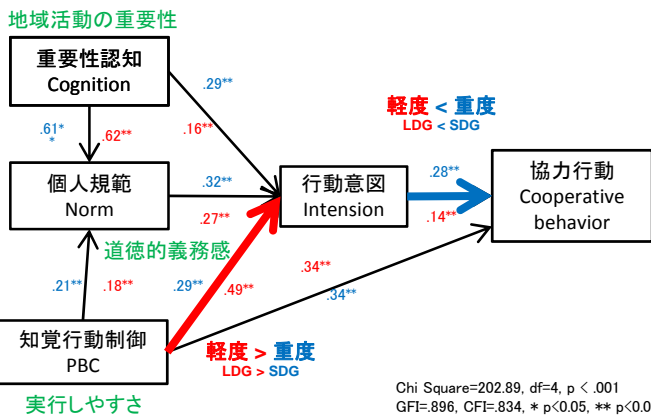 地域活動の重要性
重要性認知
Cognition
.29**
.61*
*
.62**
.16**
軽度 < 重度
LDG < SDG
個人規範
Norm
.32**
.27**
行動意図
Intension
.28**
.14**
協力行動
Cooperative
behavior
道徳的義務感
.21**
.18**
.29**
.49**
.34**
.34**
知覚行動制御
PBC
軽度 > 重度
LDG > SDG
実行しやすさ
Chi Square=202.89, df=4, p < .001
GFI=.896, CFI=.834, * p<0.05, ** p<0.0